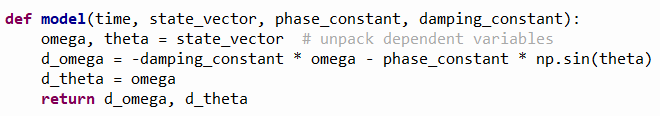 def model(time, state_vector, phase_constant, damping_constant):
    omega, theta = state_vector  # unpack dependent variables
    d_omega = -damping_constant * omega - phase_constant * np.sin(theta)
    d_theta = omega
    return d_omega, d_theta